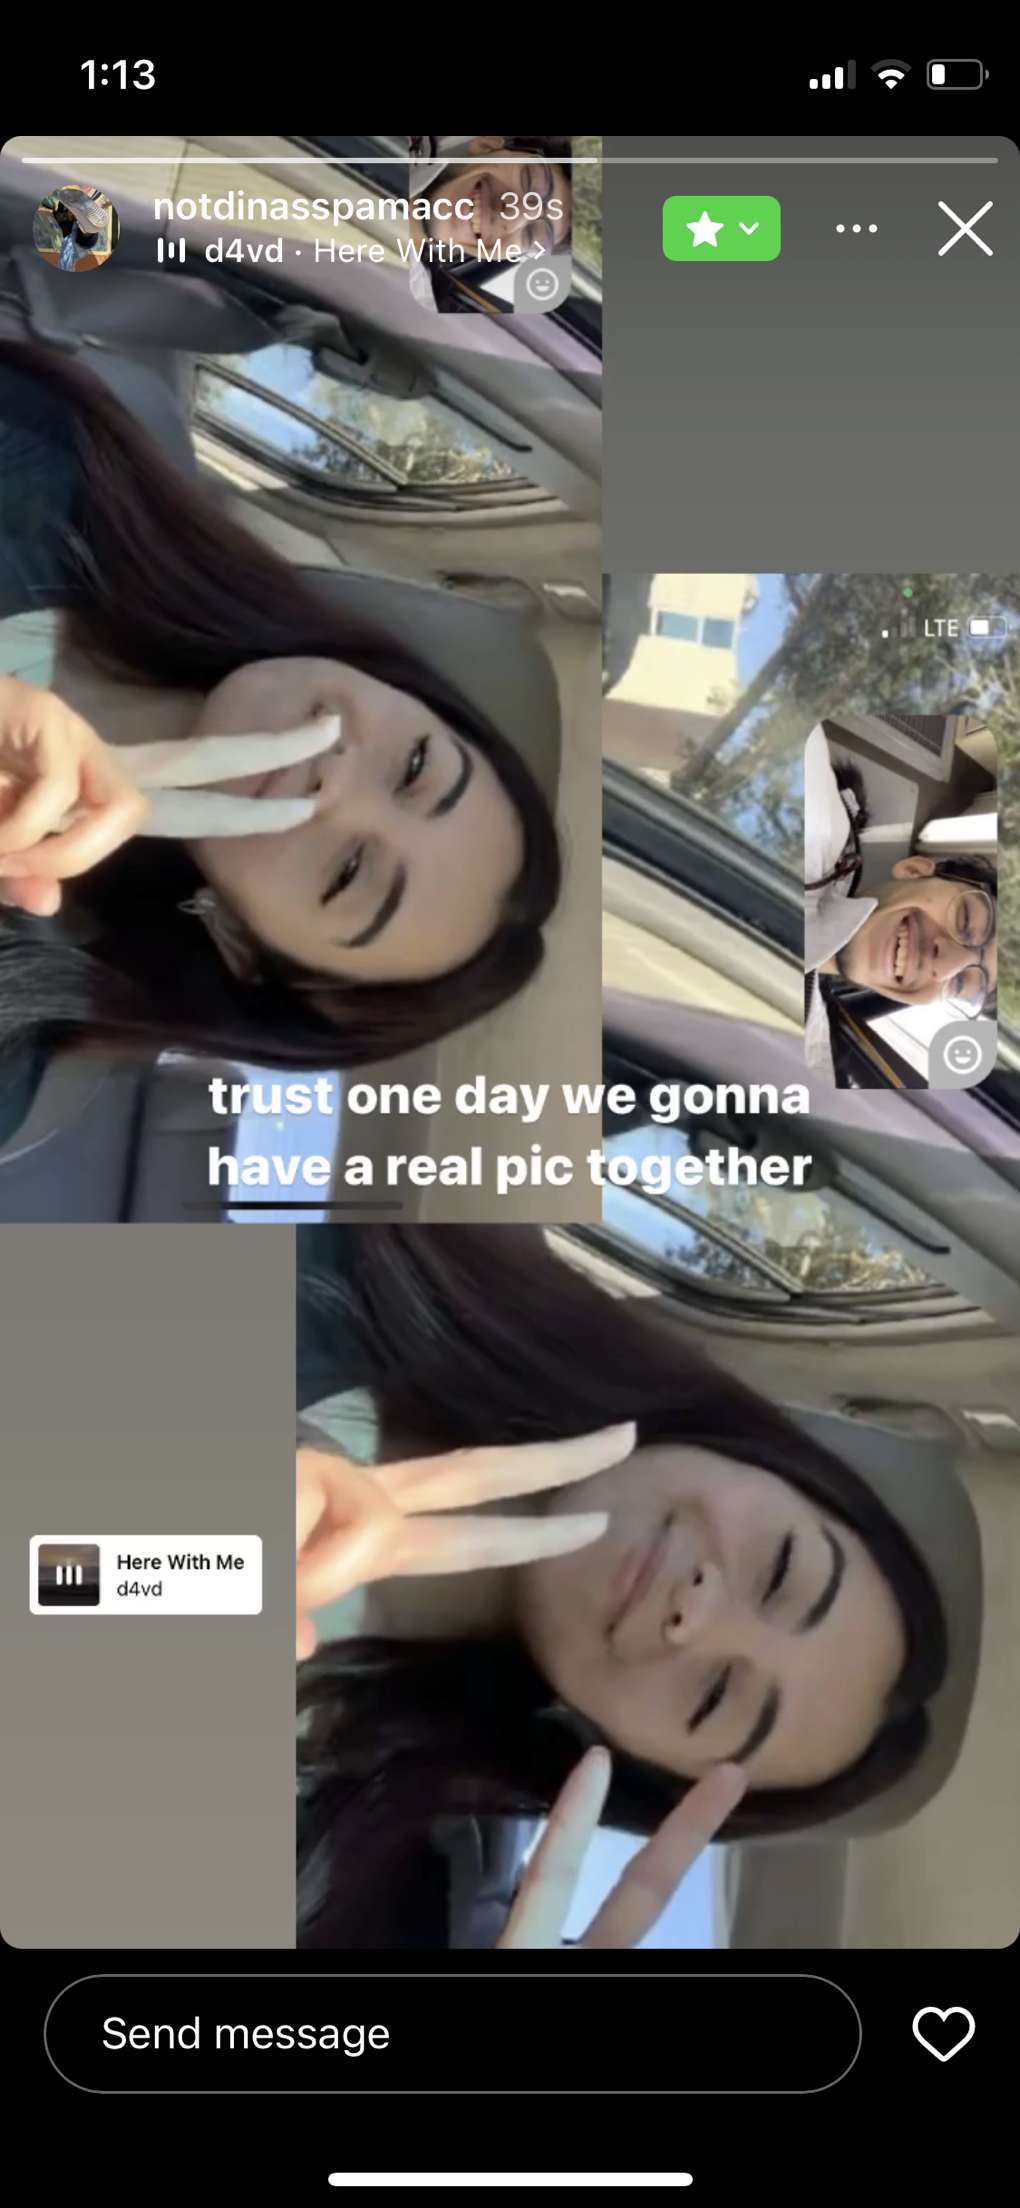 1:13
notdinasspamacc 39s
d4vd · Here With Me >
LTE
trust one day we gonna
have a real pic together
Here With Me
d4vd
Send message